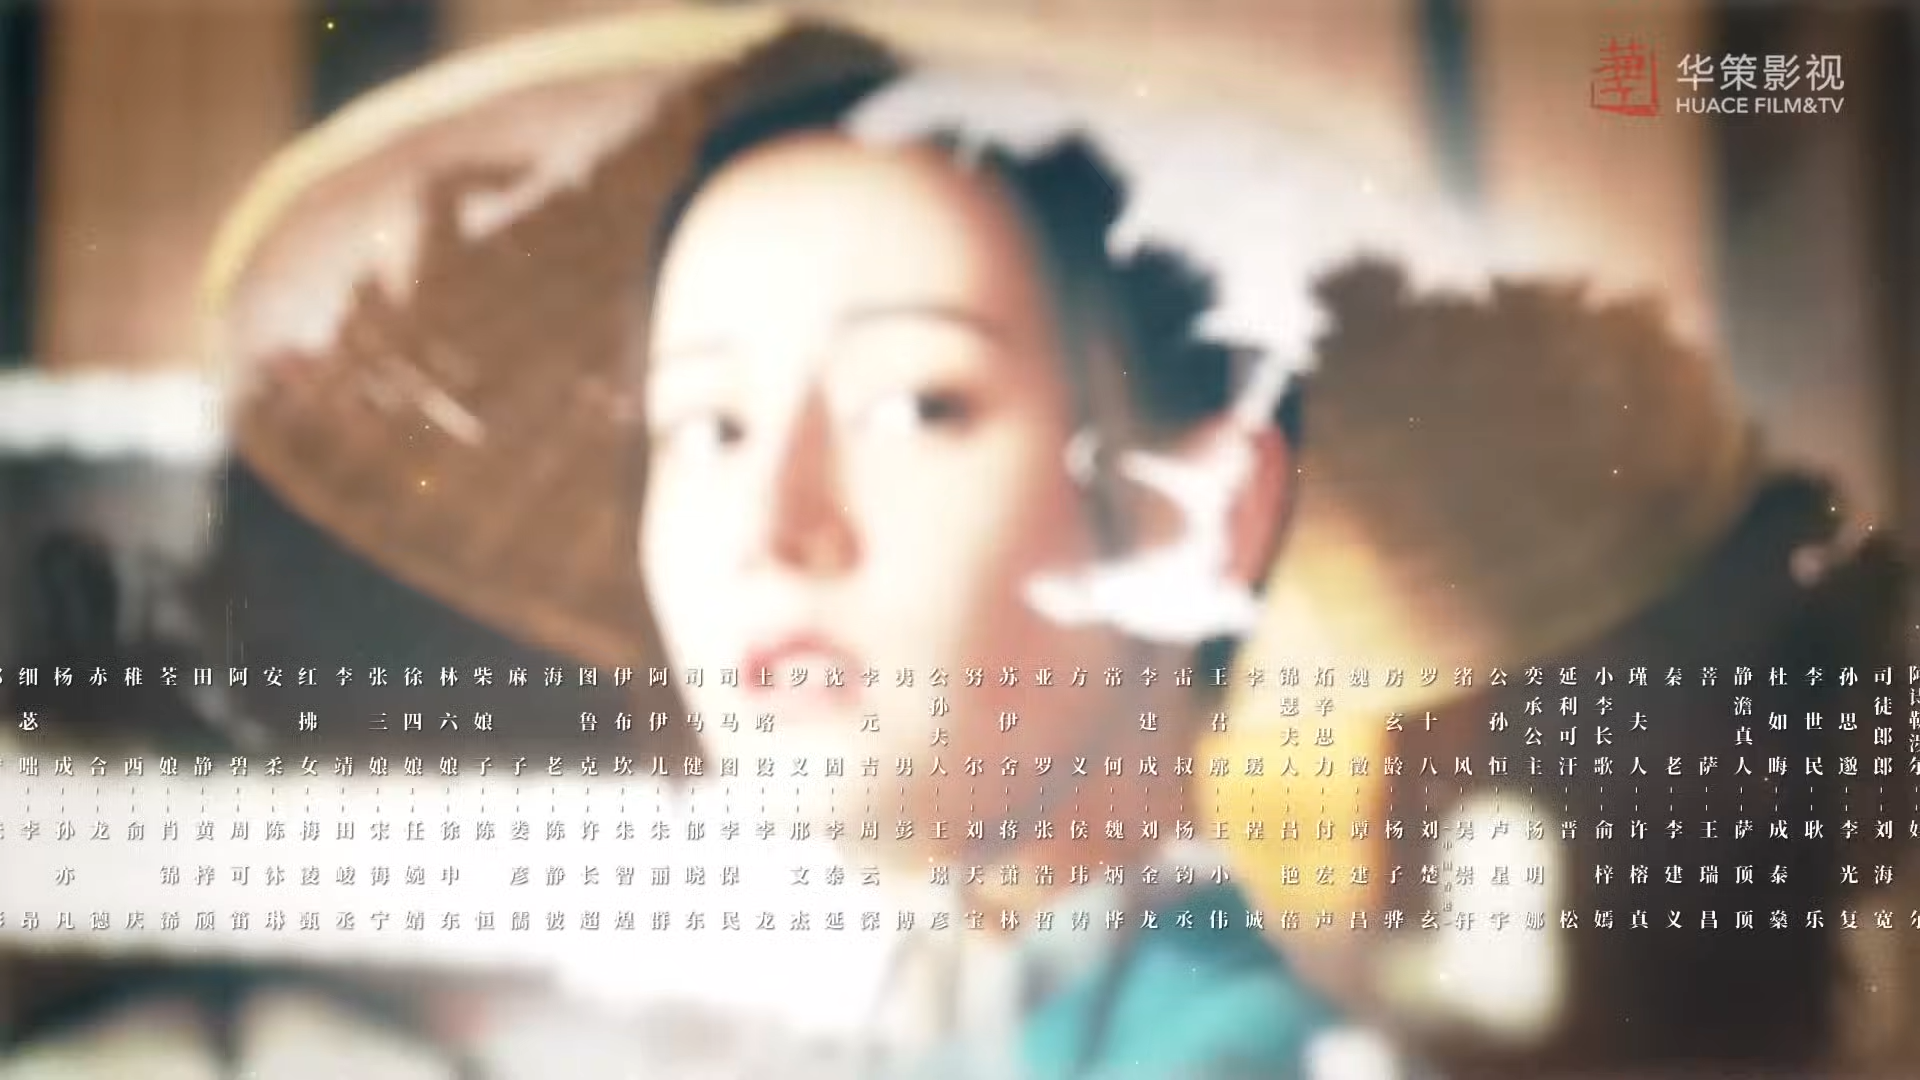 华策影视
HUACE FILM&TV
司徒郎郎--刘海宽
孙思邈--李光复
李世民--耿乐
杜如晦--成泰燊
静澹真人--萨顶顶
菩萨--王瑞昌
秦老--李建义
瑾夫人--许榕真
小李长歌--俞梓嫣
延利可汗--晋松
奕承公主--杨明娜
公孙恒--卢星宇
绪风--吴崇轩
罗十八--刘楚玄
房玄龄--杨子骅
魏徵--谭建昌
炻辛思力--付宏声
锦瑟夫人--吕艳蓓
李瑗--程诚
王君廓--王小伟
雷叔--杨钧丞
李建成--刘金龙
常何--魏炳桦
方义--侯玮涛
亚罗--张浩哲
苏伊舍--蒋潇林
努尔--刘天宝
公孙夫人--王璟彦
夷男--彭博
李元吉--周云深
沈固--李泰延
罗义--邢文杰
土咯设--李龙
司马图--李保民
司马健--郁晓东
阿伊儿--朱丽群
伊布坎--朱智煌
图鲁克--许长超
海老--陈静波
麻子--娄彦儒
柴娘子--陈恒
林六娘--徐申东
徐四娘--任婉婧
张三娘--宋海宁
李靖--田峻丞
红拂女--梅凌甄
安柔--陈沐琳
阿碧--周可笛
田静--黄梓颀
荃娘--肖锦浠
稚西--俞庆
赤合--龙德
杨成--孙亦凡
细苾咄--李昂